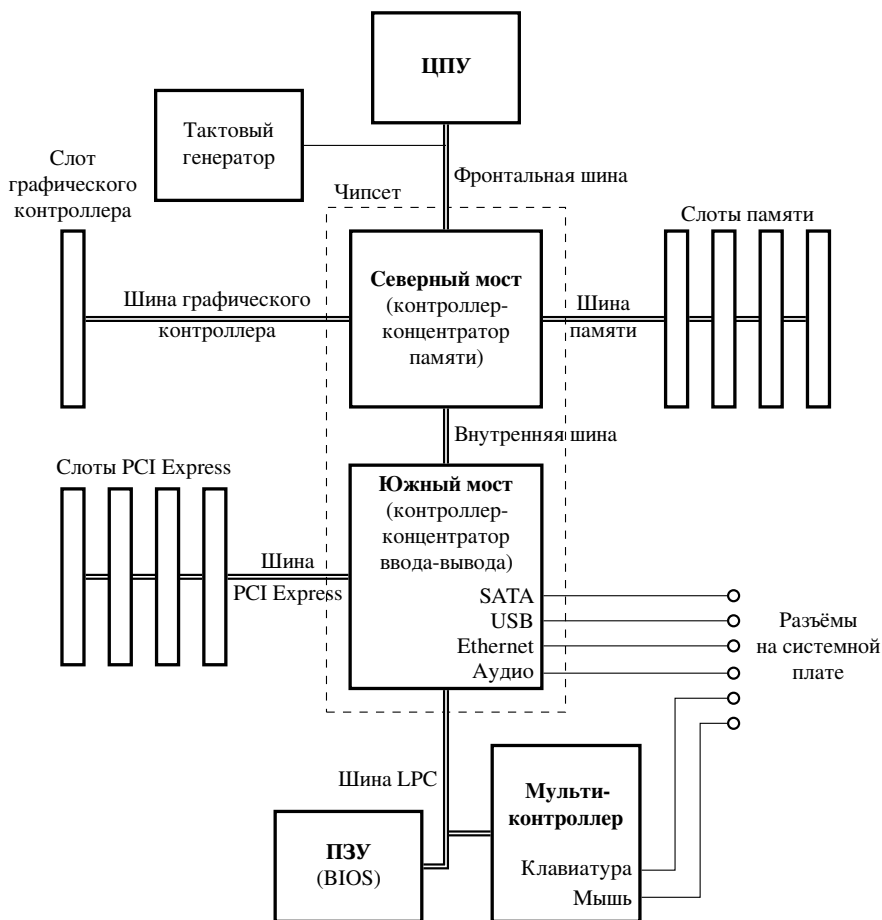 ЦПУ
Тактовый
генератор
Слот
графического
контроллера
Фронтальная шина
Чипсет
Слоты памяти
Северный мост
(контроллер-
концентратор
памяти)
Шина графического
контроллера
Шина
памяти
Внутренняя шина
Слоты PCI Express
Южный мост
(контроллер-
концентратор
ввода-вывода)
Шина
PCI Express
SATA
USB
Ethernet
Аудио
Разъёмы
на системной
плате
Шина LPC
Мульти-
контроллер
ПЗУ
(BIOS)
Клавиатура
Мышь